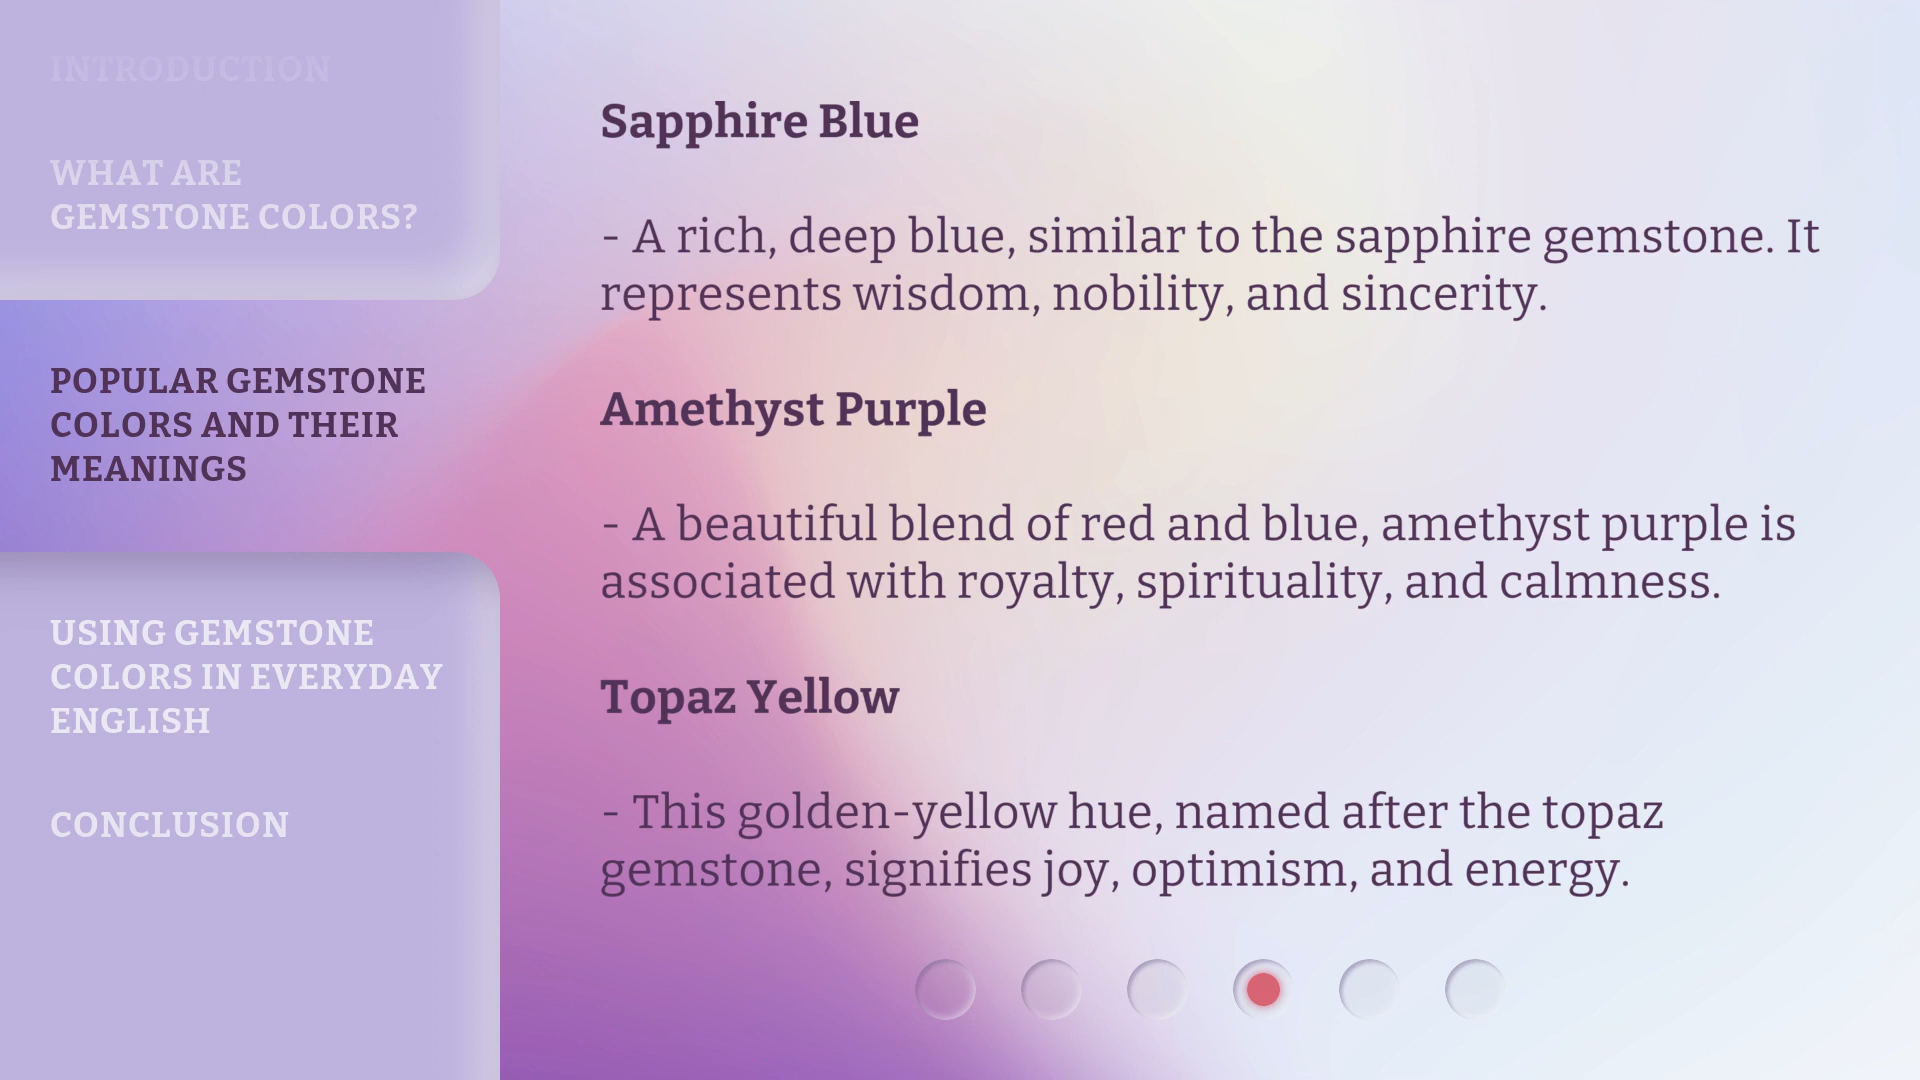 INTRODUCTION
WHAT ARE
GEMSTONE COLORS?
POPULAR GEMSTONE
COLORS AND THEIR
MEANINGS
USING GEMSTONE
COLORS IN EVERYDAY
ENGLISH
CONCLUSION
Sapphire Blue
- A rich, deep blue, similar to the sapphire gemstone. It
represents wisdom, nobility, and sincerity.
Amethyst Purple
- A beautiful blend of red and blue, amethyst purple is
associated with royalty, spirituality, and calmness.
Topaz Yellow
- This golden-yellow hue, named after the topaz
gemstone, signifies joy, optimism, and energy.